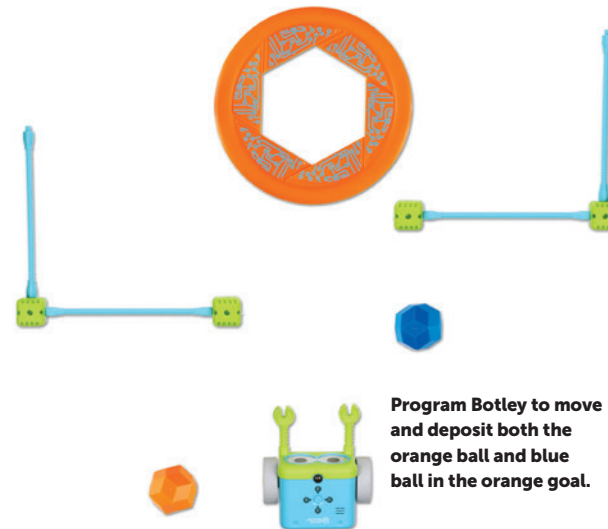 Program Botley to move
and deposit both the
orange ball and blue
ball in the orange goal.